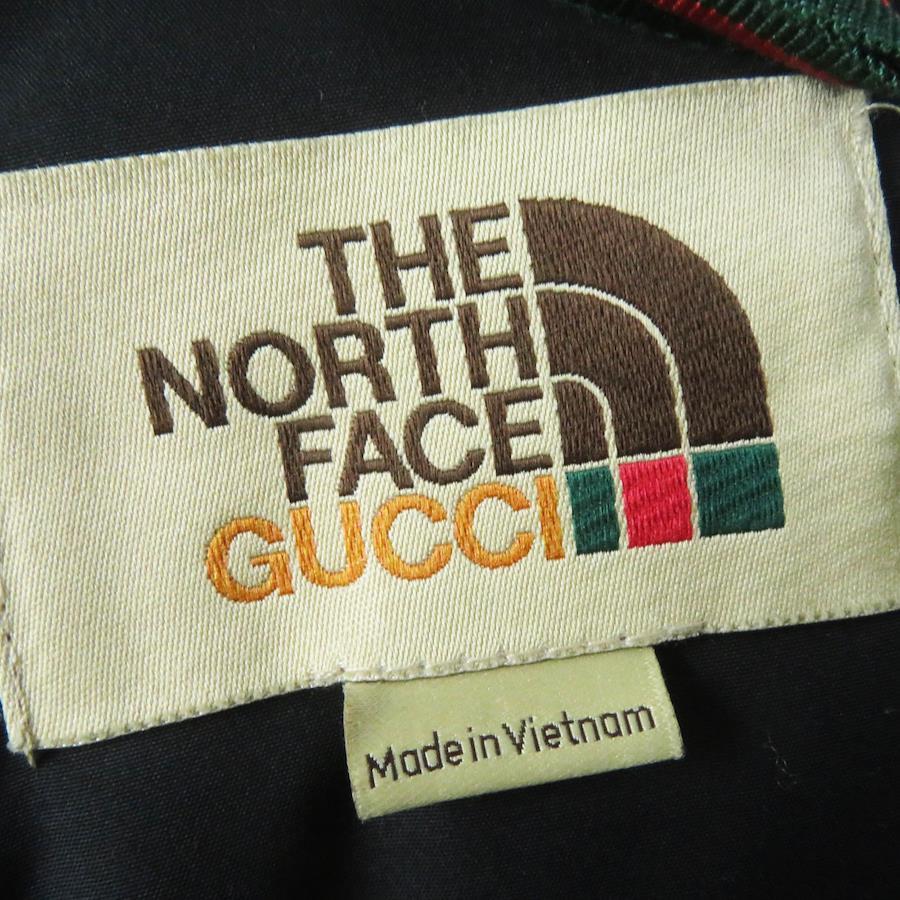 THE
NORTH
FACE
GUCCI
Made in Vietnam